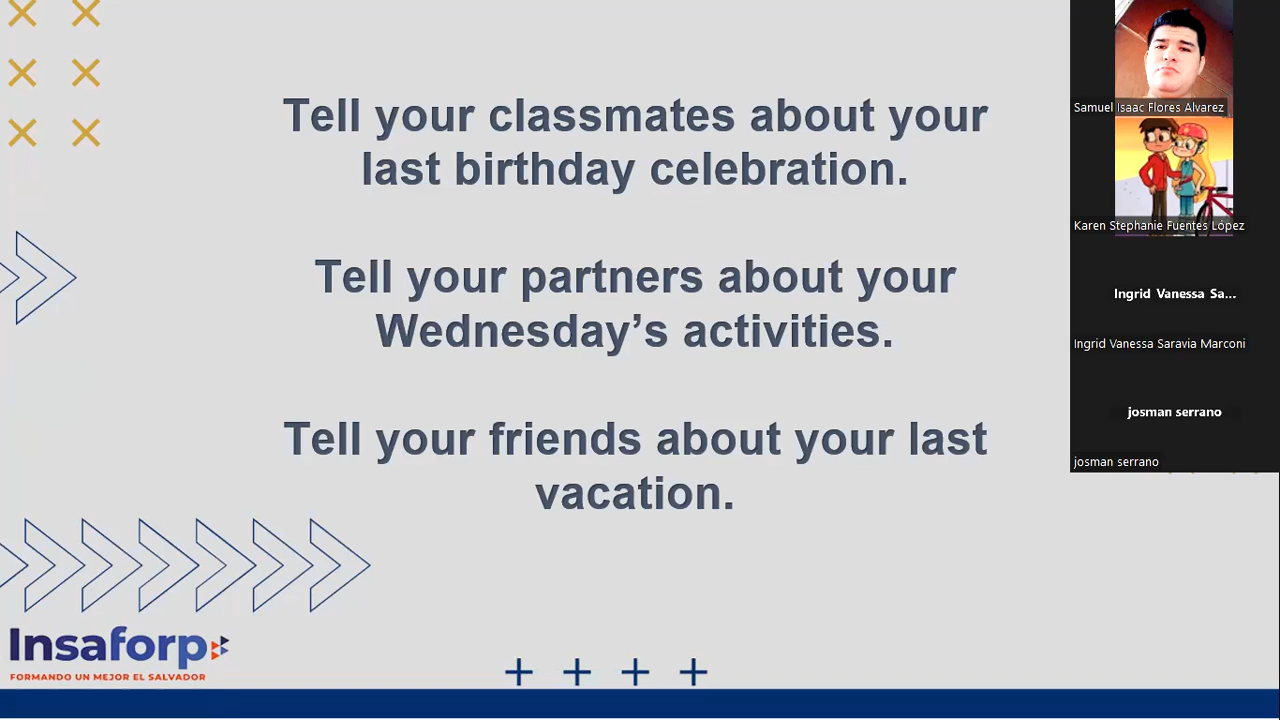 Tell your classmates about your
last birthday celebration.
Tell your partners about your
Wednesday’s activities.
Tell your friends about your last
vacation.
Insaforp
FORMANDO UN MEJOR EL SALVADOR
Samuel Isaac Flores Alvarez
Karen Stephanie Fuentes López
Ingrid Vanessa Sa...
Ingrid Vanessa Saravia Marconi
josman serrano
josman serrano